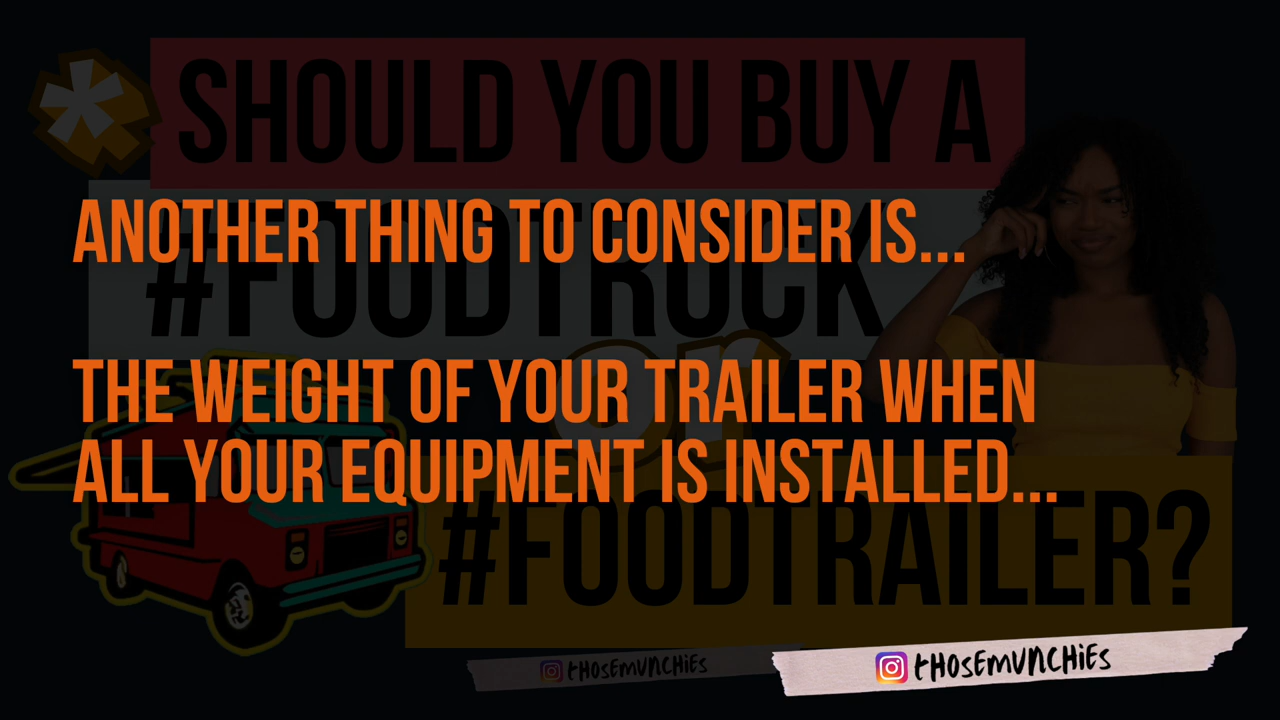 SHOULD YOU BUY A
ANOTHER THING TO CONSIDER IS...
#FOODTRUCK
or
THE WEIGHT OF YOUR TRAILER WHEN
ALL YOUR EQUIPMENT IS INSTALLED...
#FOODTRAILER?
tHOSEMUNCHiES
tHOSEMUNCHiES